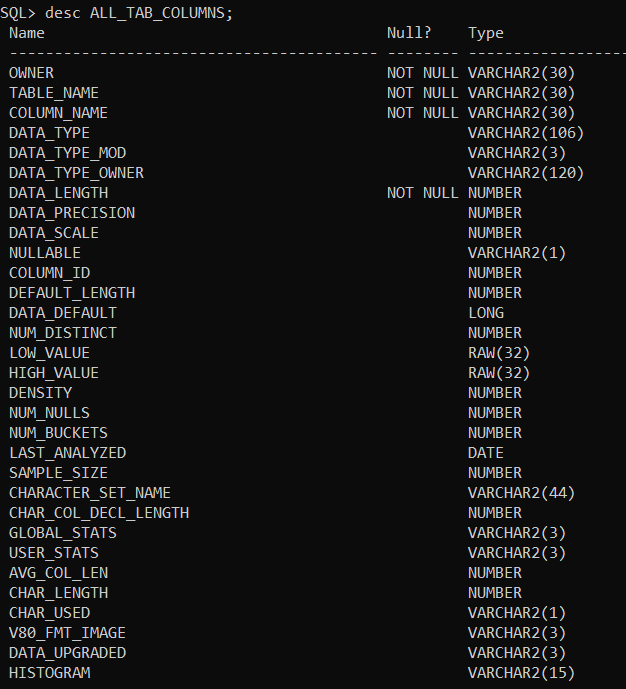 SQL> desc ALL_TAB_COLUMNS;
Name Null? Type
----------------------------------------- -------- ------------------
OWNER NOT NULL VARCHAR2(30)
TABLE_NAME NOT NULL VARCHAR2(30)
COLUMN_NAME NOT NULL VARCHAR2(30)
DATA_TYPE VARCHAR2(106)
DATA_TYPE_MOD VARCHAR2(3)
DATA_TYPE_OWNER VARCHAR2(120)
DATA_LENGTH NOT NULL NUMBER
DATA_PRECISION NUMBER
DATA_SCALE NUMBER
NULLABLE VARCHAR2(1)
COLUMN_ID NUMBER
DEFAULT_LENGTH NUMBER
DATA_DEFAULT LONG
NUM_DISTINCT NUMBER
LOW_VALUE RAW(32)
HIGH_VALUE RAW(32)
DENSITY NUMBER
NUM_NULLS NUMBER
NUM_BUCKETS NUMBER
LAST_ANALYZED DATE
SAMPLE_SIZE NUMBER
CHARACTER_SET_NAME VARCHAR2(44)
CHAR_COL_DECL_LENGTH NUMBER
GLOBAL_STATS VARCHAR2(3)
USER_STATS VARCHAR2(3)
AVG_COL_LEN NUMBER
CHAR_LENGTH NUMBER
CHAR_USED VARCHAR2(1)
V80_FMT_IMAGE VARCHAR2(3)
DATA_UPGRADED VARCHAR2(3)
HISTOGRAM VARCHAR2(15)